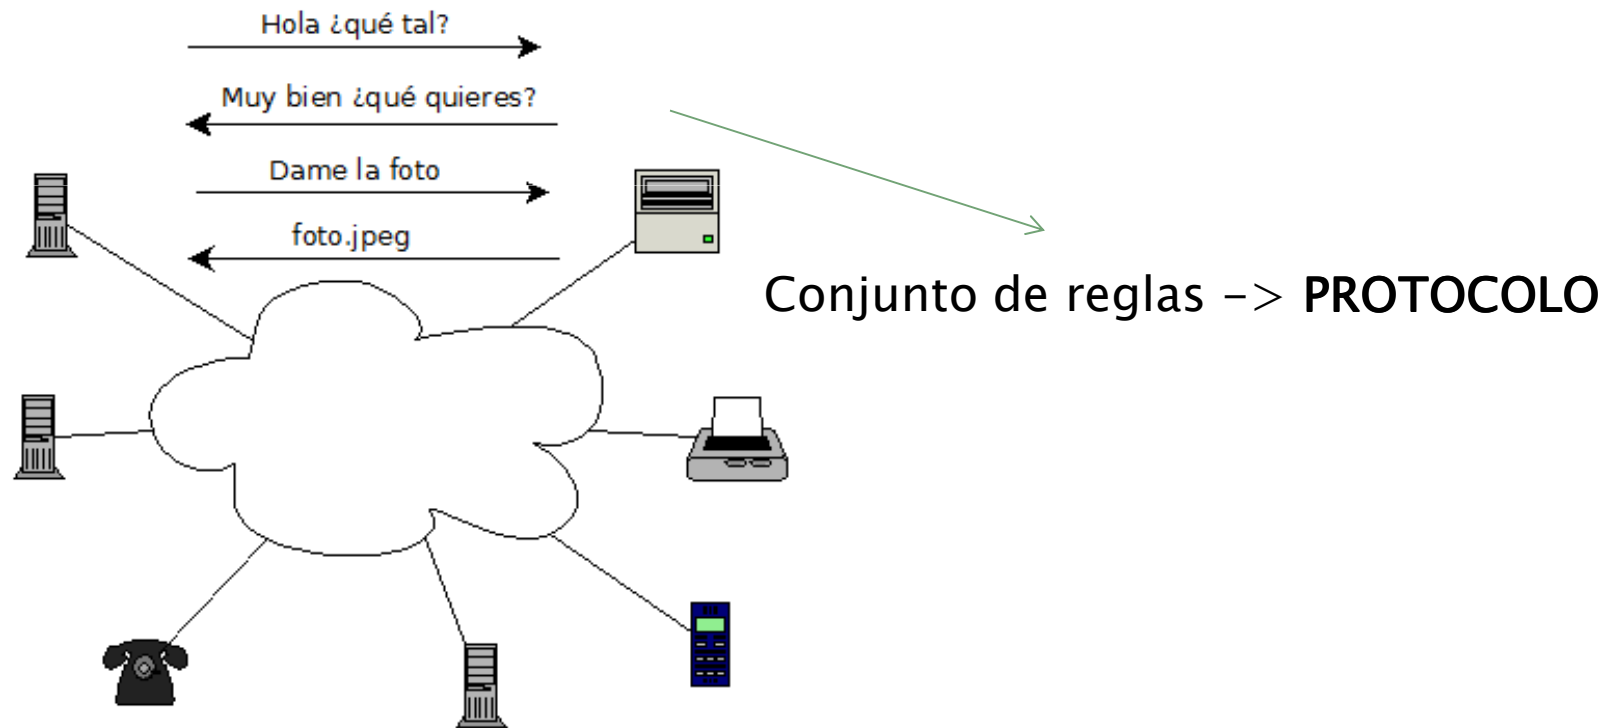 Hola ¿qué tal?
Muy bien ¿qué quieres?
Dame la foto
foto.jpeg
Conjunto de reglas -> PROTOCOLO